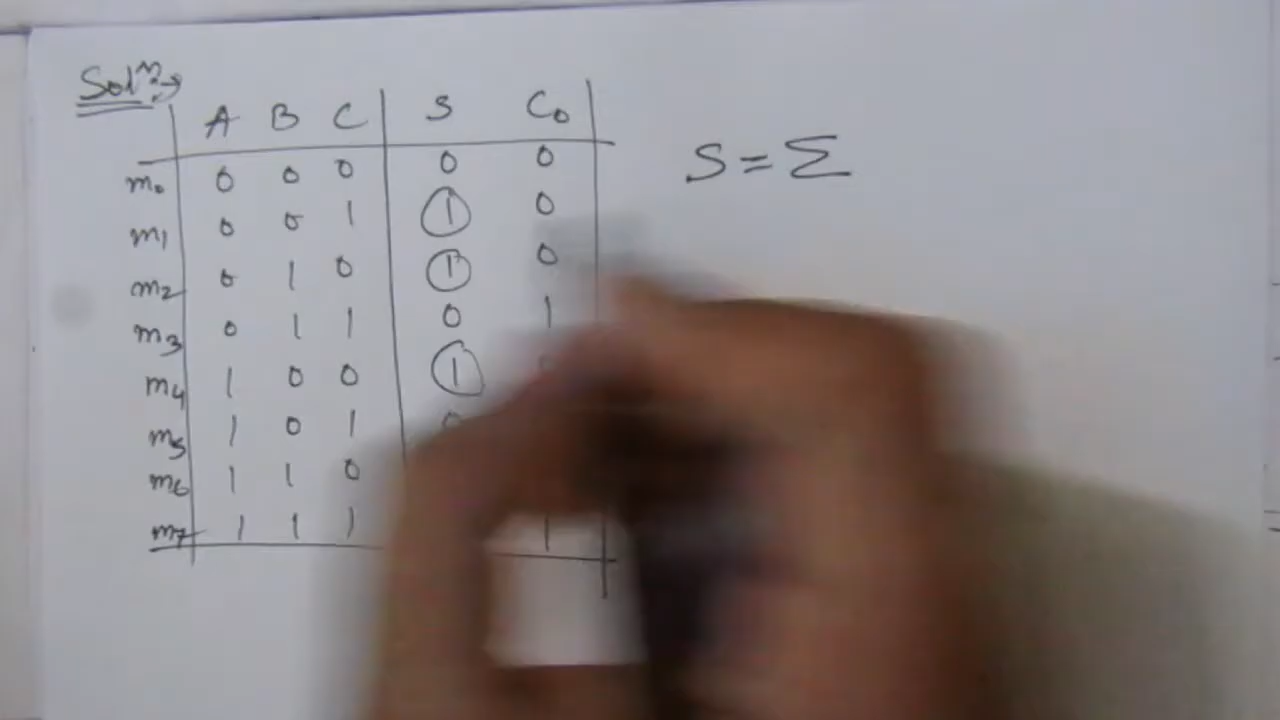 Solⁿ:→
A B C S C₀
S = Σ
m₀ 0 0 0 0 0
m₁ 0 0 1 1 0
m₂ 0 1 0 1 0
m₃ 0 1 1 0 1
m₄ 1 0 0 1
m₅ 1 0 1 0
m₆ 1 1 0
m₇ 1 1 1 1